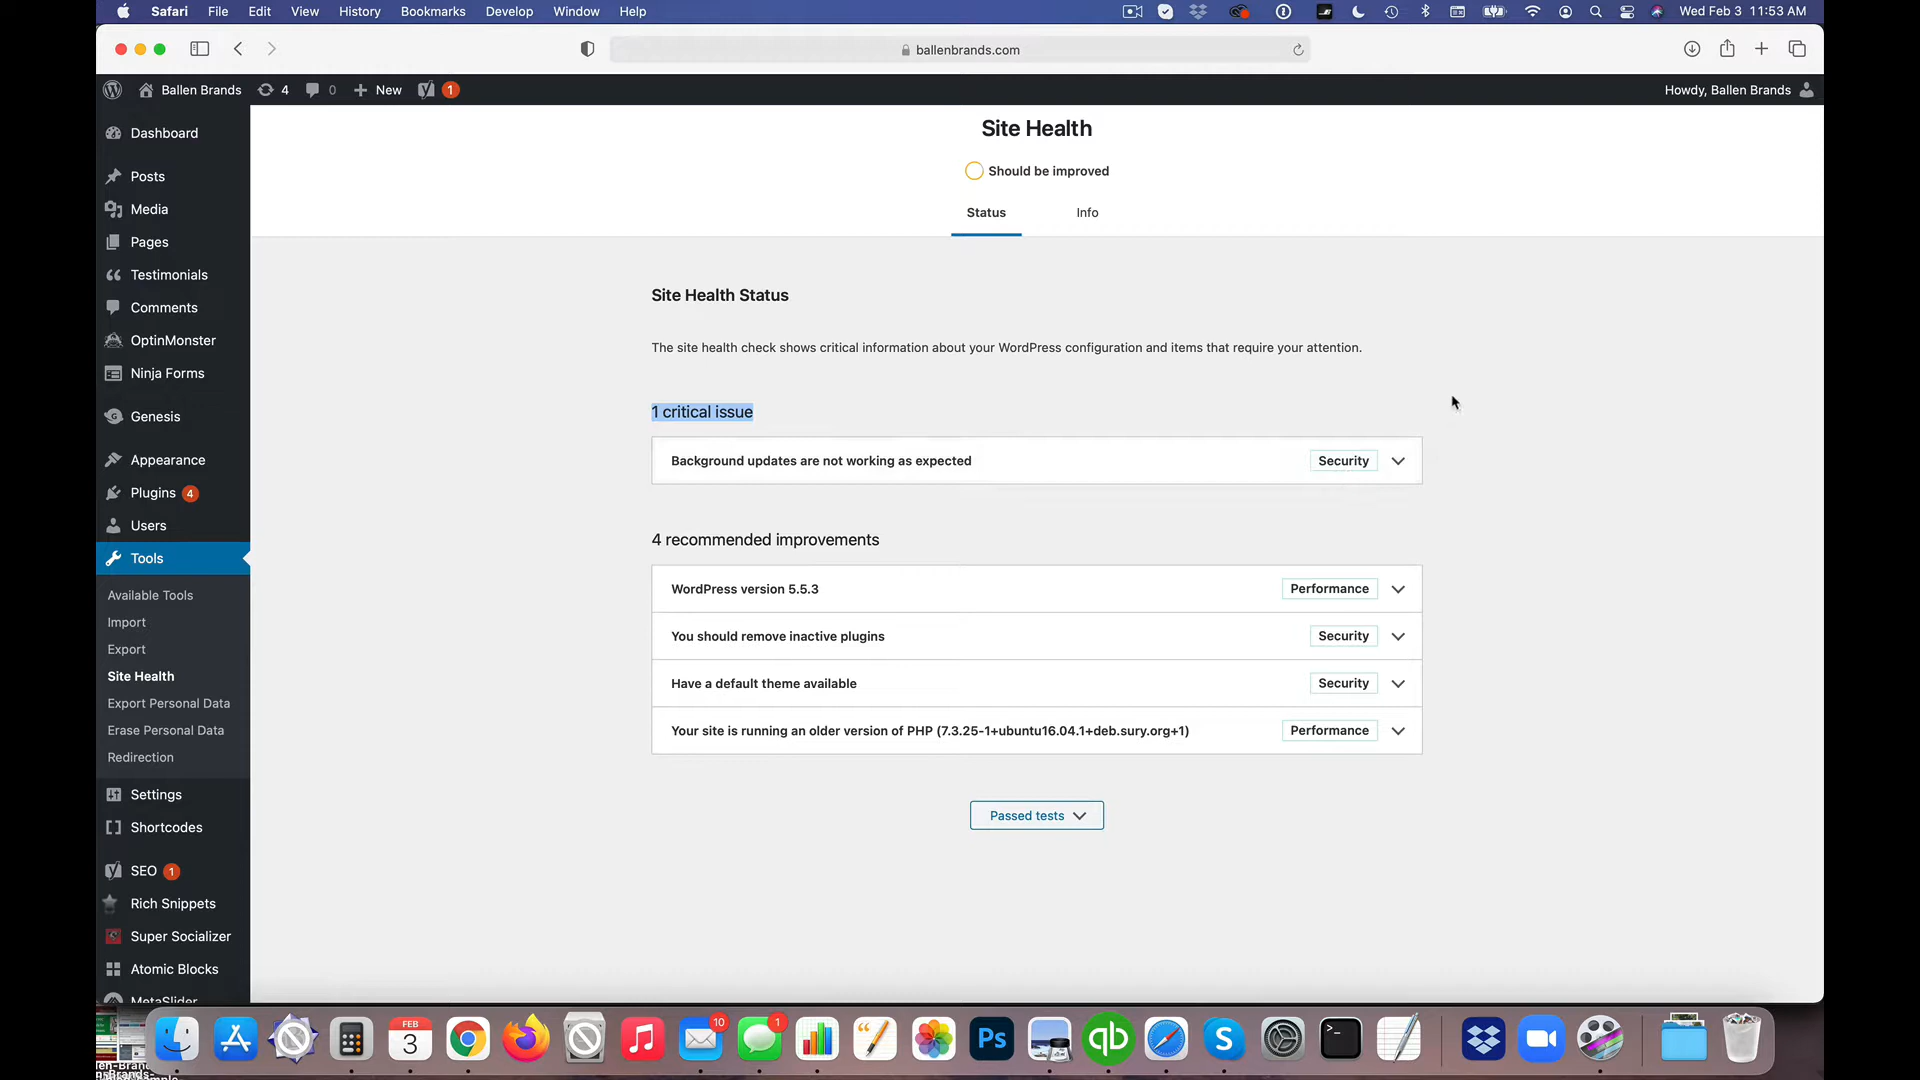 Safari File Edit View History Bookmarks Develop Window Help Wed Feb 3 11:53 AM
ballenbrands.com
Ballen Brands 4 0 New 1 Howdy, Ballen Brands
Site Health
Should be improved
Status Info
Dashboard
Posts
Media
Pages
Testimonials
Comments
OptinMonster
Ninja Forms
Genesis
Appearance
Plugins 4
Users
Tools
Available Tools
Import
Export
Site Health
Export Personal Data
Erase Personal Data
Redirection
Settings
Shortcodes
SEO 1
Rich Snippets
Super Socializer
Atomic Blocks
MetaSlider
Site Health Status
The site health check shows critical information about your WordPress configuration and items that require your attention.
1 critical issue
Background updates are not working as expected Security
4 recommended improvements
WordPress version 5.5.3 Performance
You should remove inactive plugins Security
Have a default theme available Security
Your site is running an older version of PHP (7.3.25-1+ubuntu16.04.1+deb.sury.org+1) Performance
Passed tests
FEB
3
10
1
Ps
qb